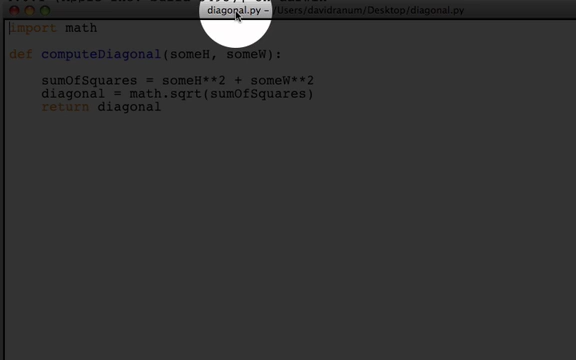 diagonal.py – /Users/davidranum/Desktop/diagonal.py
import math
def computeDiagonal(someH, someW):
sumOfSquares = someH**2 + someW**2
diagonal = math.sqrt(sumOfSquares)
return diagonal